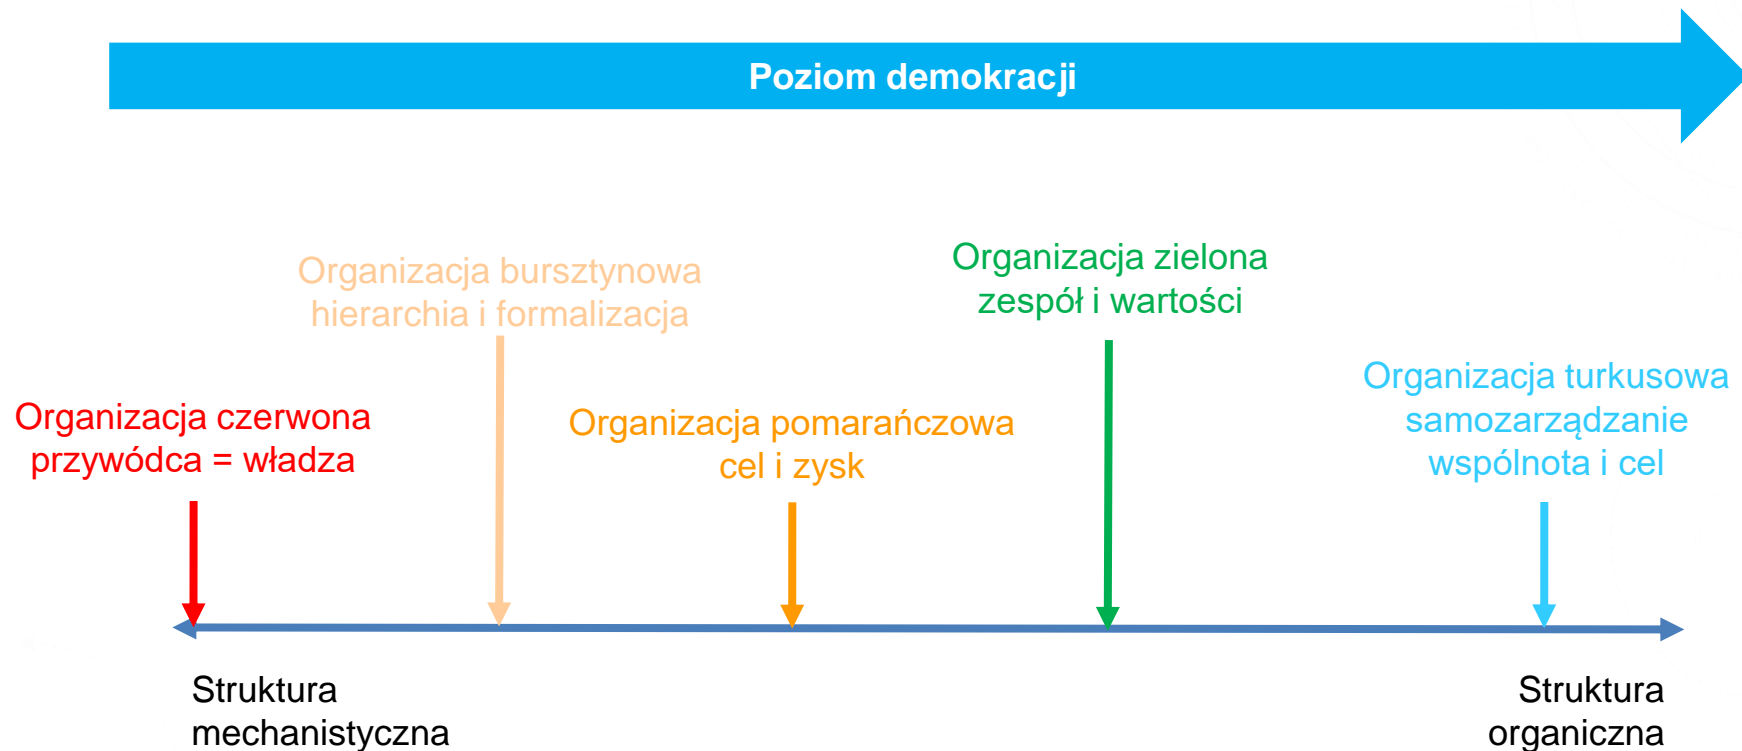 Poziom demokracji
Organizacja bursztynowa
hierarchia i formalizacja
Organizacja zielona
zespół i wartości
Organizacja czerwona
przywódca = władza
Organizacja pomarańczowa
cel i zysk
Organizacja turkusowa
samozarządzanie
wspólnota i cel
Struktura
mechanistyczna
Struktura
organiczna